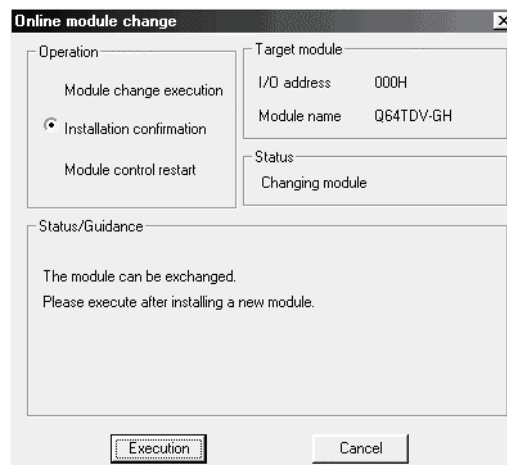 Online module change
Operation
Module change execution
Installation confirmation
Module control restart
Target module
I/O address 000H
Module name Q64TDV-GH
Status
Changing module
Status/Guidance
The module can be exchanged.
Please execute after installing a new module.
Execution Cancel